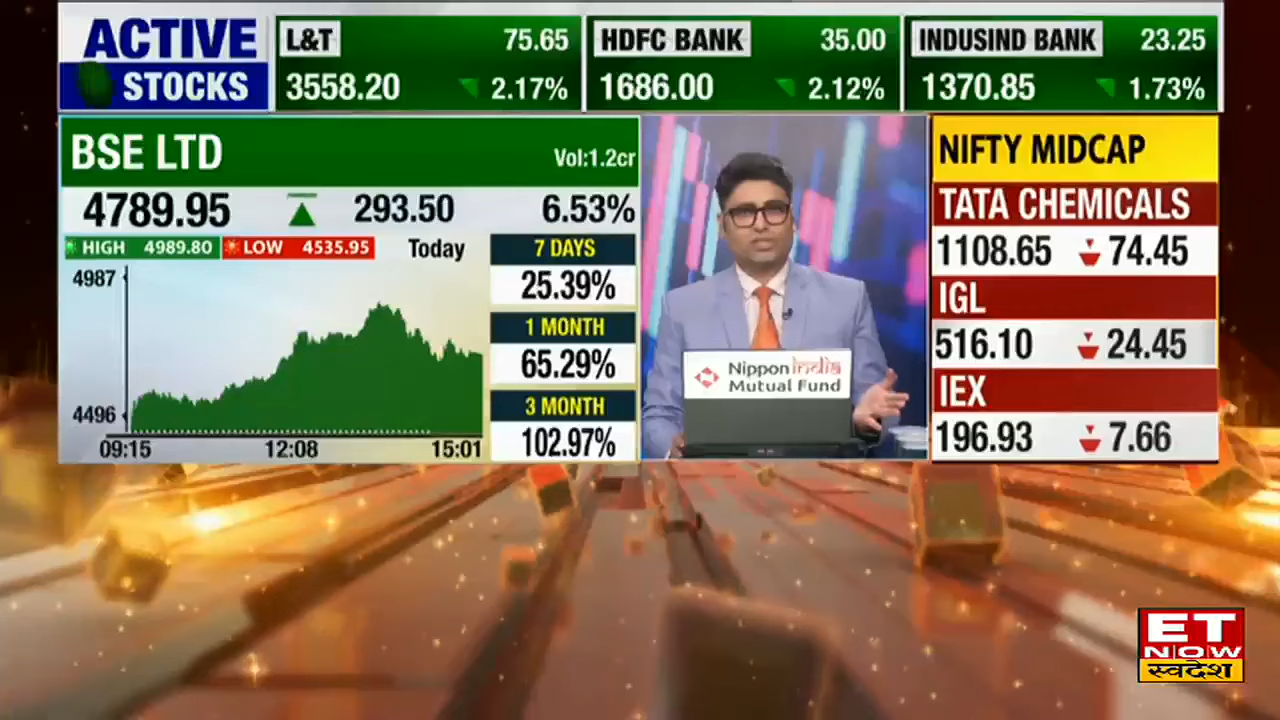 ACTIVE STOCKS
L&T 75.65
3558.20 2.17%
HDFC BANK 35.00
1686.00 2.12%
INDUSIND BANK 23.25
1370.85 1.73%
BSE LTD Vol:1.2cr
4789.95 293.50 6.53%
HIGH 4989.80 LOW 4535.95 Today
4987
4496
09:15 12:08 15:01
7 DAYS
25.39%
1 MONTH
65.29%
3 MONTH
102.97%
Nippon india
Mutual Fund
NIFTY MIDCAP
TATA CHEMICALS
1108.65 74.45
IGL
516.10 24.45
IEX
196.93 7.66
ET
NOW
स्वदेश